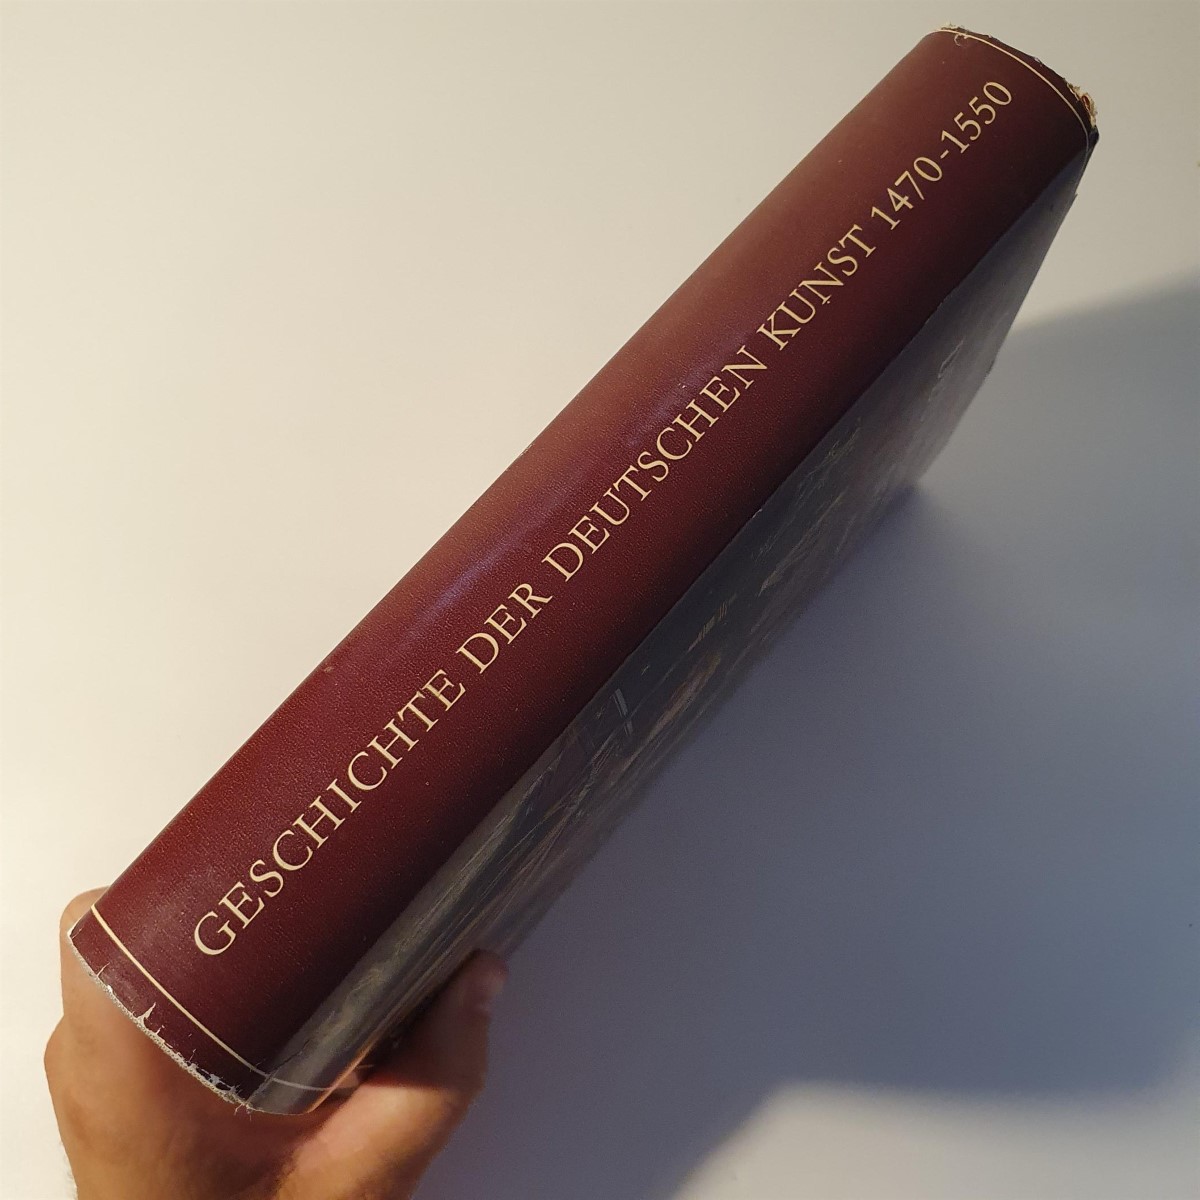 GESCHICHTE DER DEUTSCHEN KUNST 1470-1550